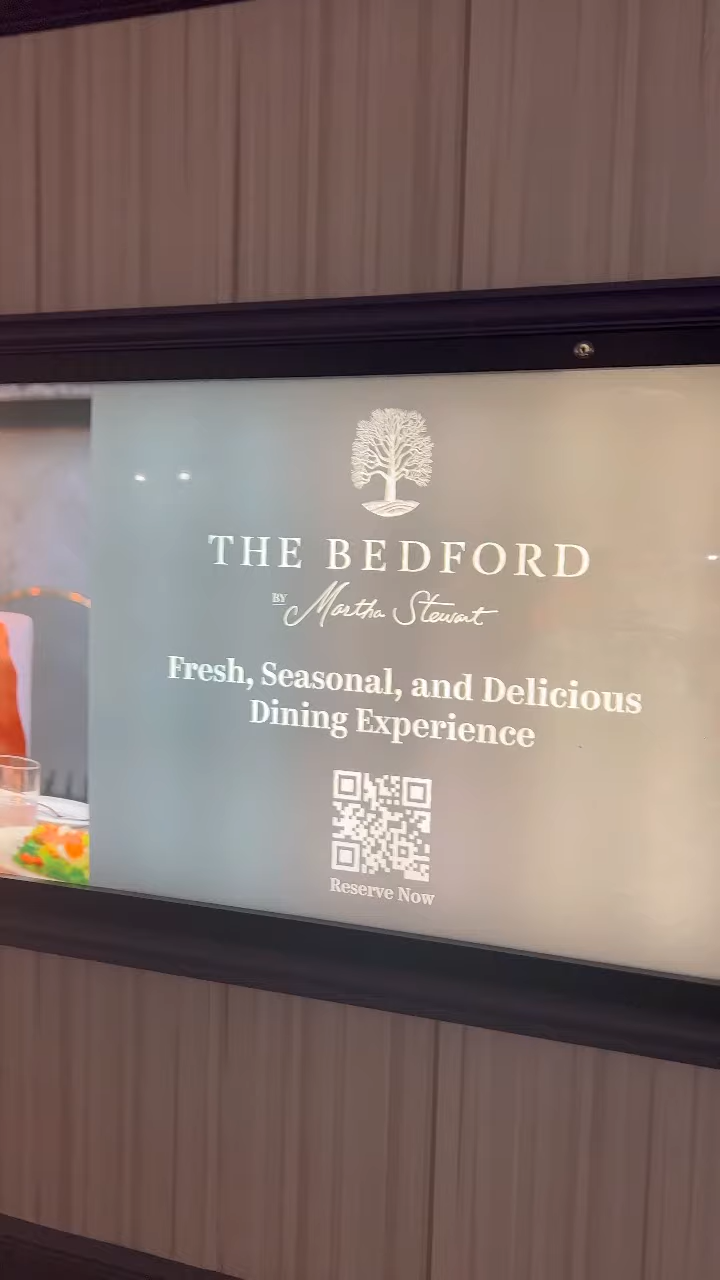 THE BEDFORD
BY Martha Stewart
Fresh, Seasonal, and Delicious
Dining Experience
Reserve Now